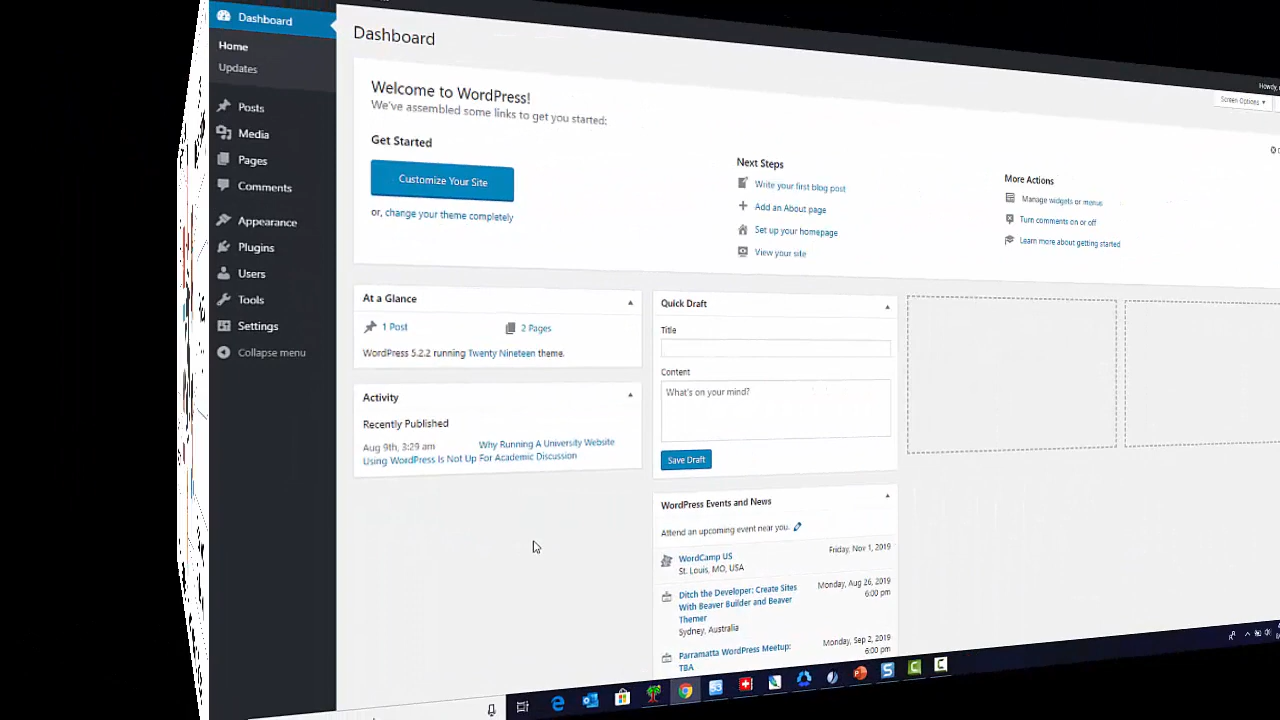 Dashboard
Home
Updates
Posts
Media
Pages
Comments
Appearance
Plugins
Users
Tools
Settings
Collapse menu
Howdy,
Screen Options
Dashboard
Welcome to WordPress!
We've assembled some links to get you started:
Get Started
Customize Your Site
or, change your theme completely
Next Steps
Write your first blog post
Add an About page
Set up your homepage
View your site
More Actions
Manage widgets or menus
Turn comments on or off
Learn more about getting started
At a Glance
1 Post
2 Pages
WordPress 5.2.2 running Twenty Nineteen theme.
Activity
Recently Published
Aug 9th, 3:29 am Why Running A University Website
Using WordPress Is Not Up For Academic Discussion
Quick Draft
Title
Content
What's on your mind?
Save Draft
WordPress Events and News
Attend an upcoming event near you.
WordCamp US
St. Louis, MO, USA
Friday, Nov 1, 2019
Ditch the Developer: Create Sites
With Beaver Builder and Beaver
Themer
Sydney, Australia
Monday, Aug 26, 2019
6:00 pm
Parramatta WordPress Meetup:
TBA
Monday, Sep 2, 2019
6:00 pm